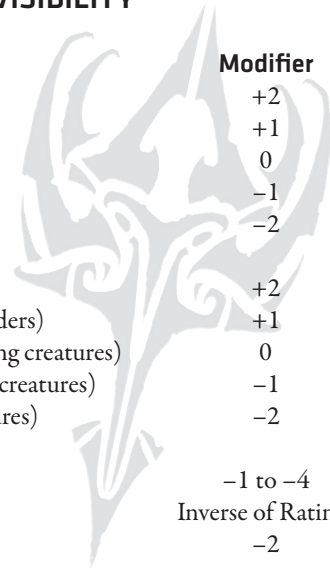 VISIBILITY
Modifier
+2
+1
0
–1
–2
+2
ders) +1
ng creatures) 0
creatures) –1
res) –2
–1 to –4
Inverse of Ratin
–2